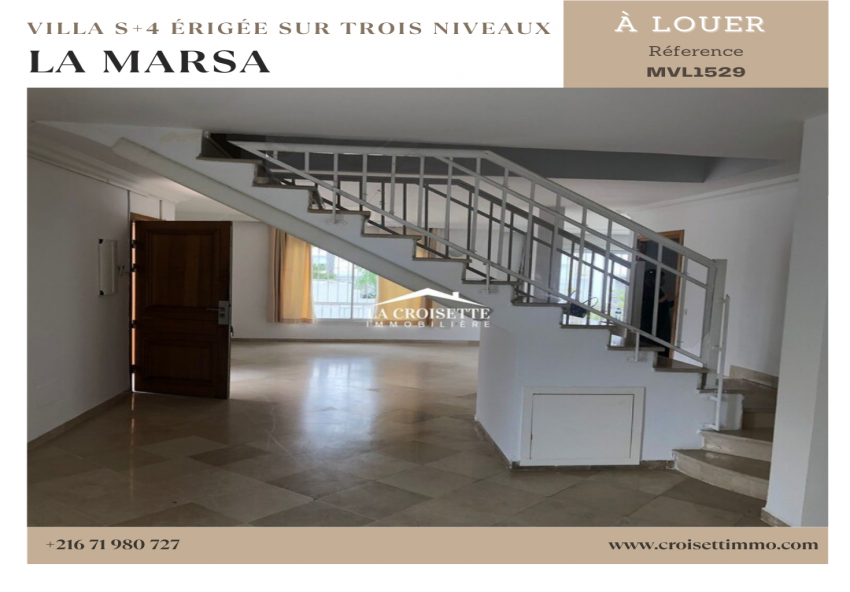 VILLA S+4 ÉRIGÉE SUR TROIS NIVEAUX
LA MARSA
À LOUER
Réference
MVL1529
LA CROISETTE
IMMOBILIÈRE
+216 71 980 727
www.croisettimmo.com